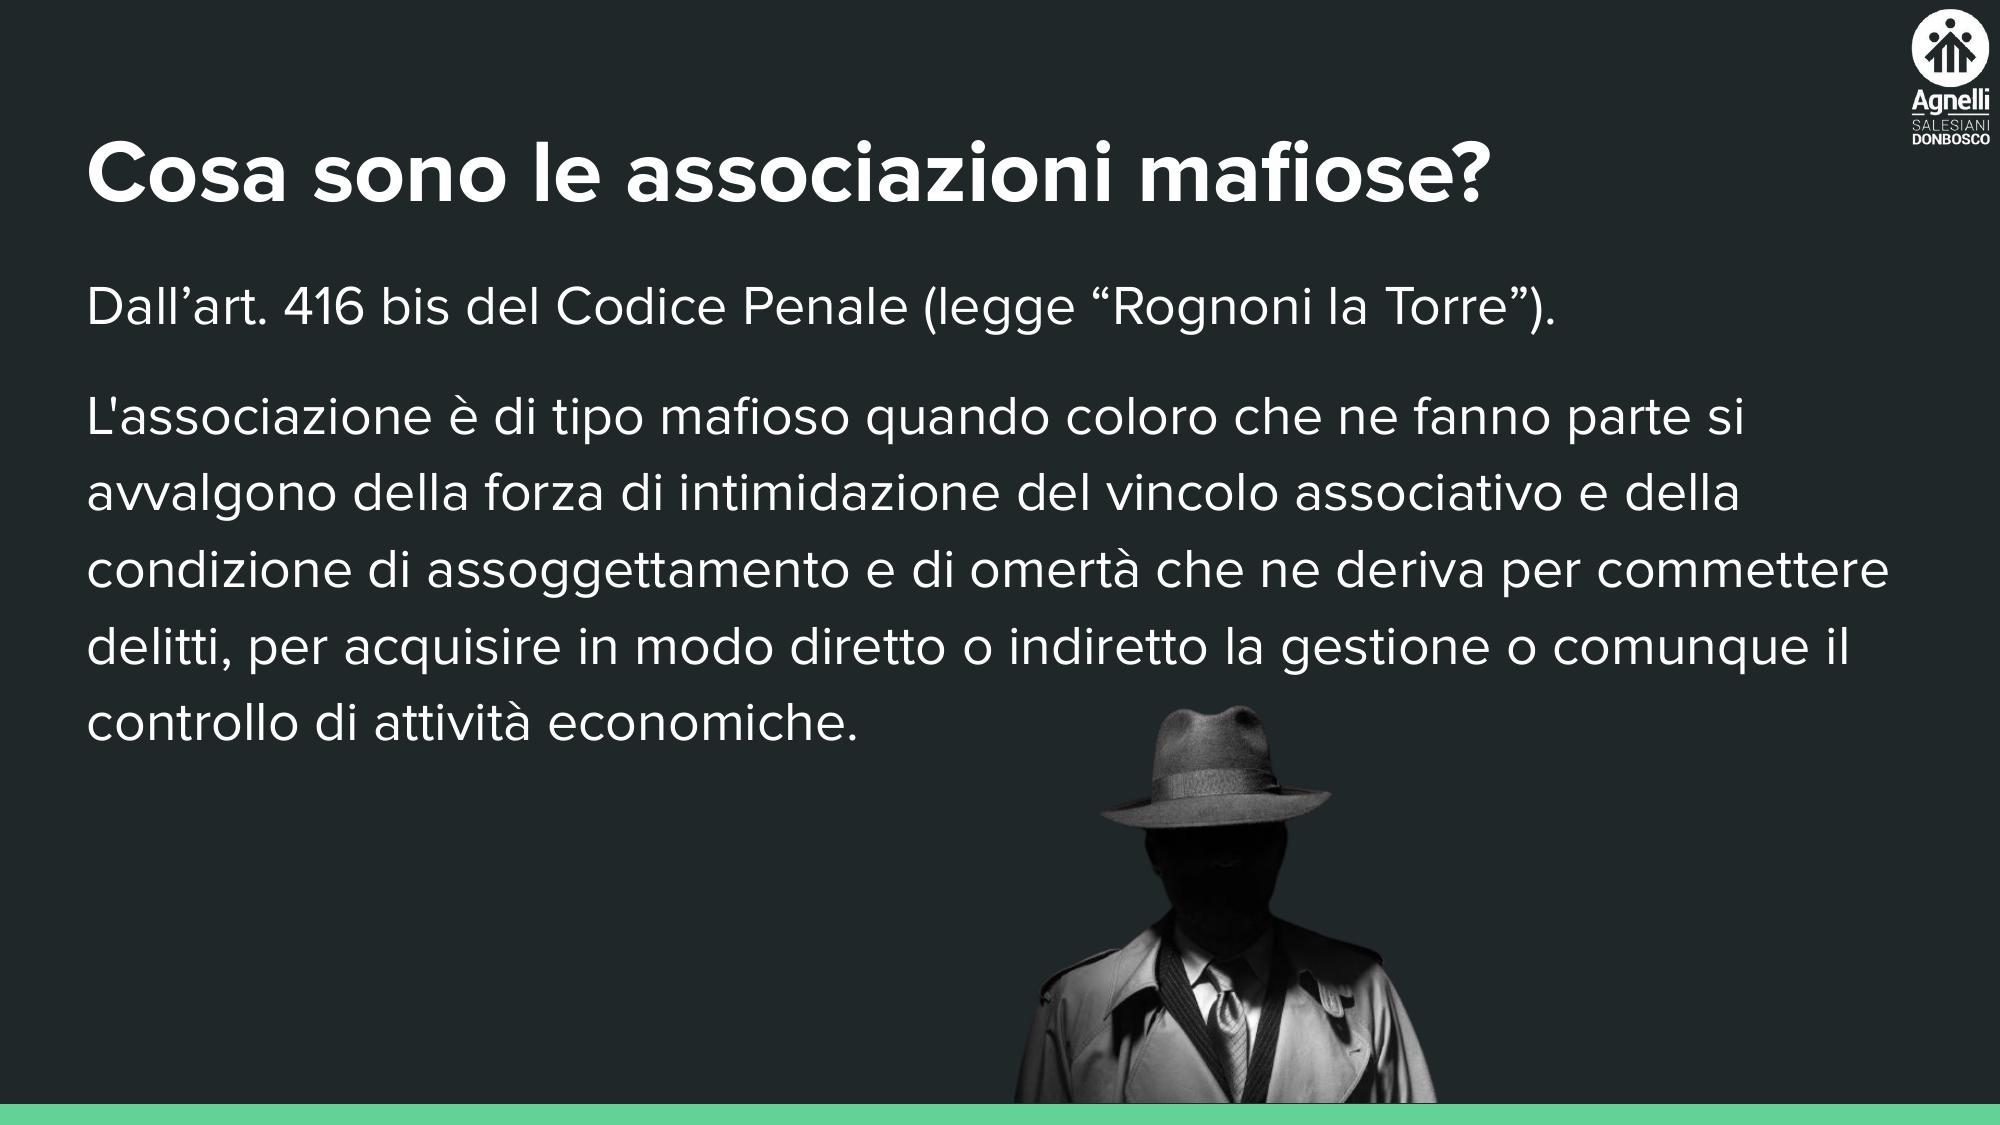 Agnelli
SALESIANI
DONBOSCO
Cosa sono le associazioni mafiose?
Dall’art. 416 bis del Codice Penale (legge “Rognoni la Torre”).
L'associazione è di tipo mafioso quando coloro che ne fanno parte si
avvalgono della forza di intimidazione del vincolo associativo e della
condizione di assoggettamento e di omertà che ne deriva per commettere
delitti, per acquisire in modo diretto o indiretto la gestione o comunque il
controllo di attività economiche.